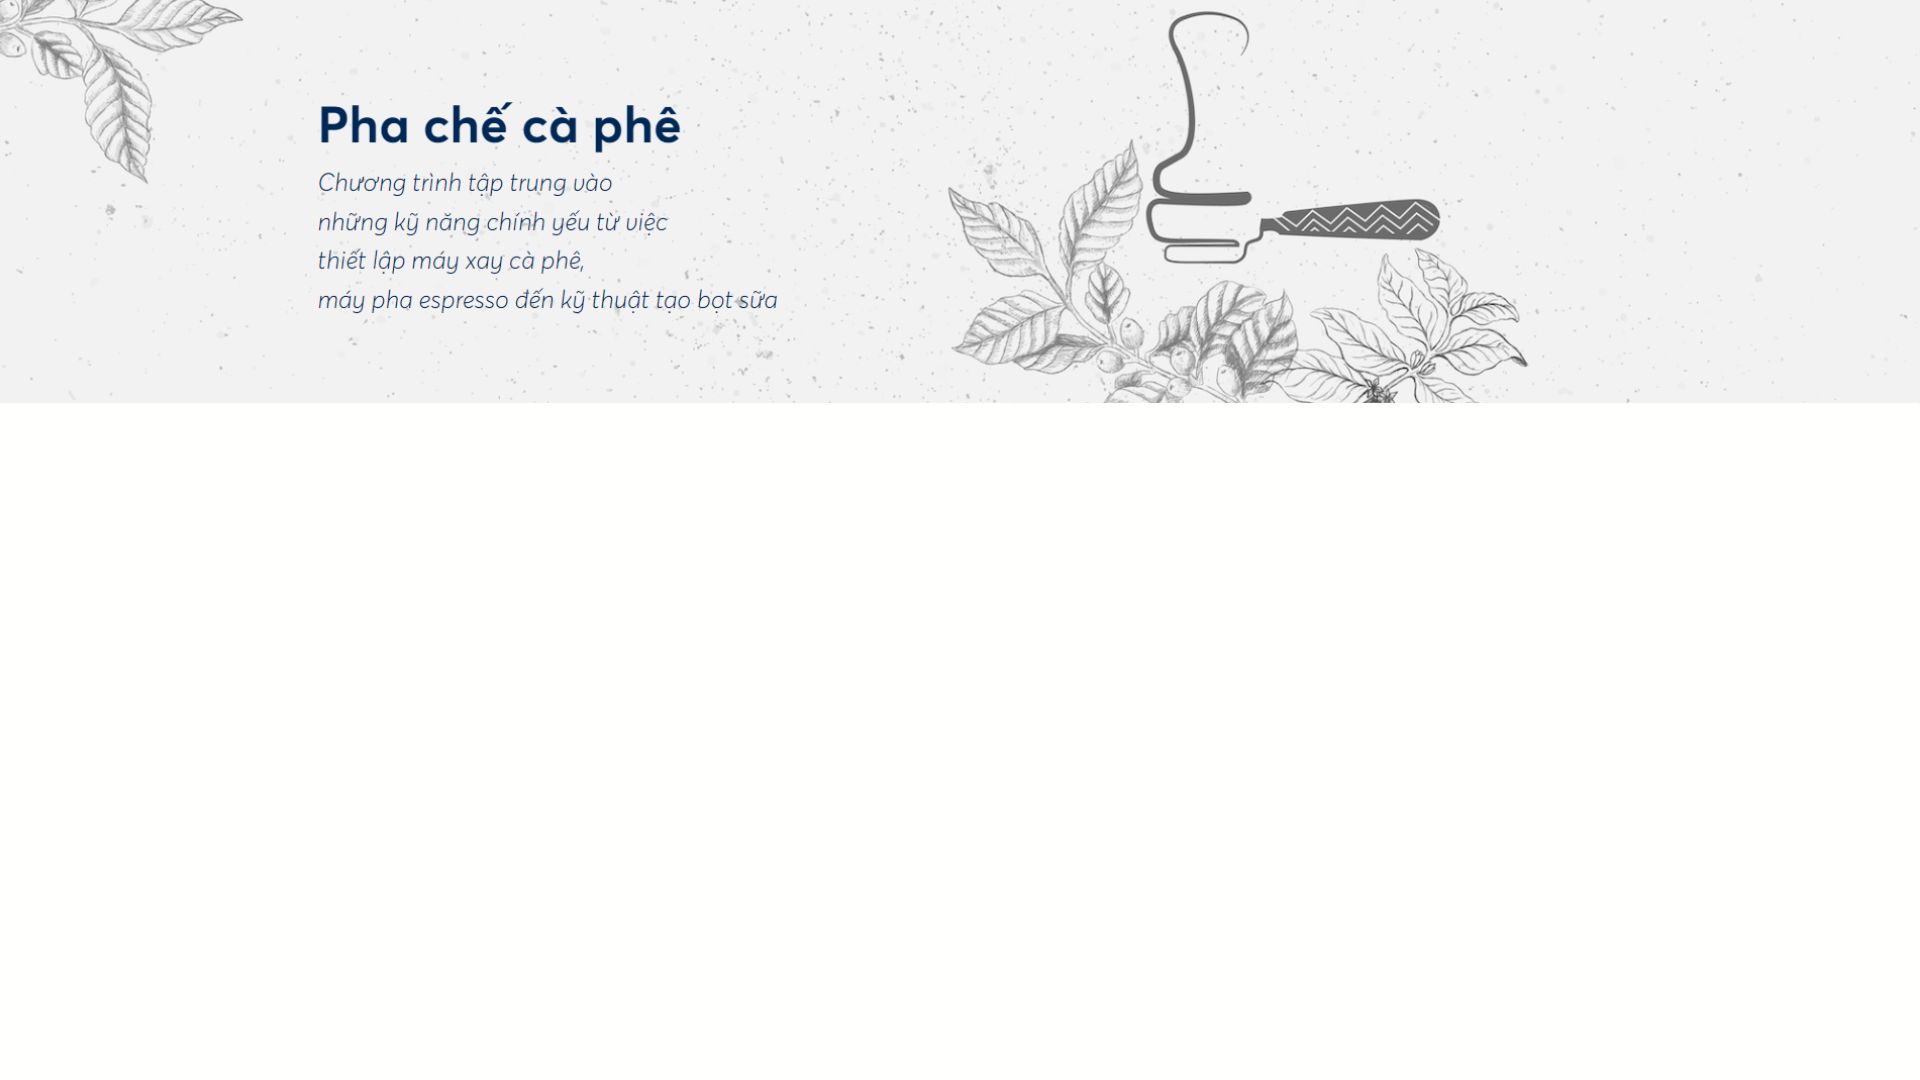 Pha chế cà phê
Chương trình tập trung vào
những kỹ năng chính yếu từ việc
thiết lập máy xay cà phê,
máy pha espresso đến kỹ thuật tạo bọt sữa